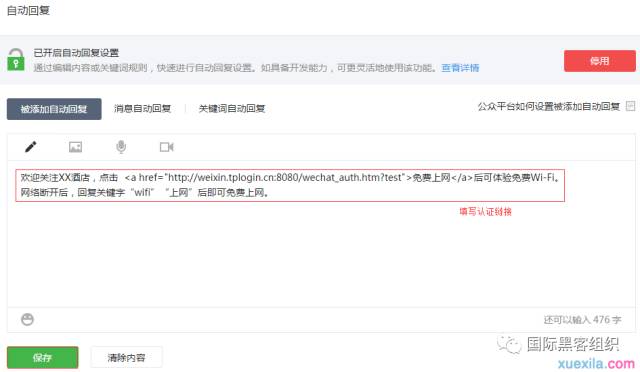 自动回复
已开启自动回复设置
通过编辑内容或关键词规则，快速进行自动回复设置。如具备开发能力，可更灵活地使用该功能。查看详情
停用
被添加自动回复 消息自动回复 关键词自动回复 公众平台如何设置被添加自动回复
欢迎关注XX酒店，点击 <a href="http://weixin.tplogin.cn:8080/wechat_auth.htm?test">免费上网</a>后可体验免费Wi-Fi。
网络断开后，回复关键字“wifi”“上网”后即可免费上网。
填写认证链接
还可以输入 476 字
国际黑客组织
保存 清除内容
xuexila.com